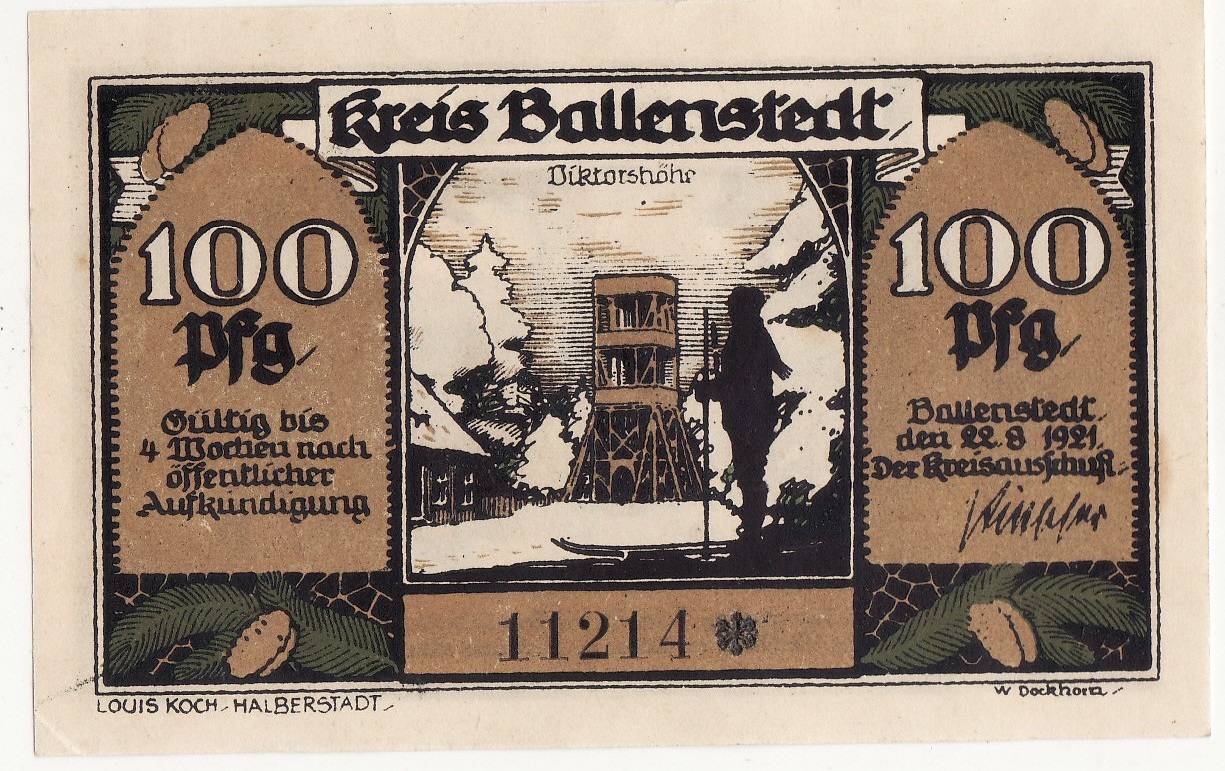 Kreis Ballenstedt
Viktorshöhe
100
Pfg
Gültig bis
4 Wochen nach
öffentlicher
Aufkündigung
100
Pfg.
Ballenstedt
den 22.8 1921.
Der Kreisausschuß.
11214
LOUIS KOCH - HALBERSTADT
W Dockhorn